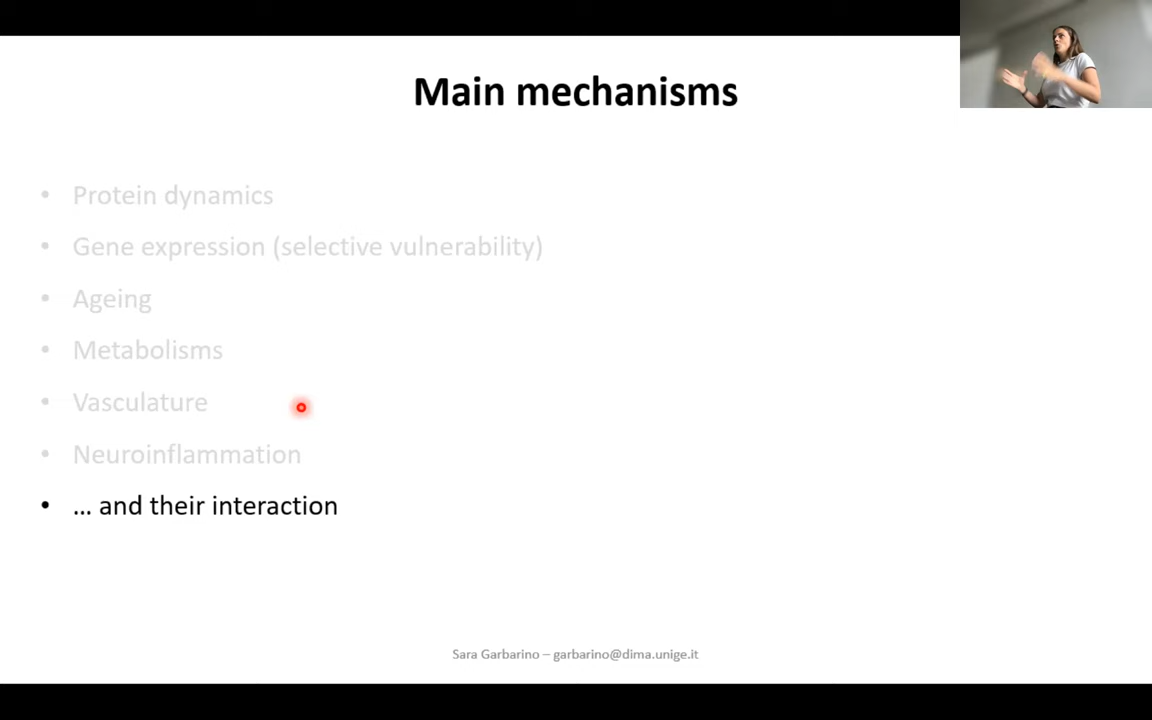 Main mechanisms
• Protein dynamics
• Gene expression (selective vulnerability)
• Ageing
• Metabolisms
• Vasculature
• Neuroinflammation
• ... and their interaction
Sara Garbarino – garbarino@dima.unige.it